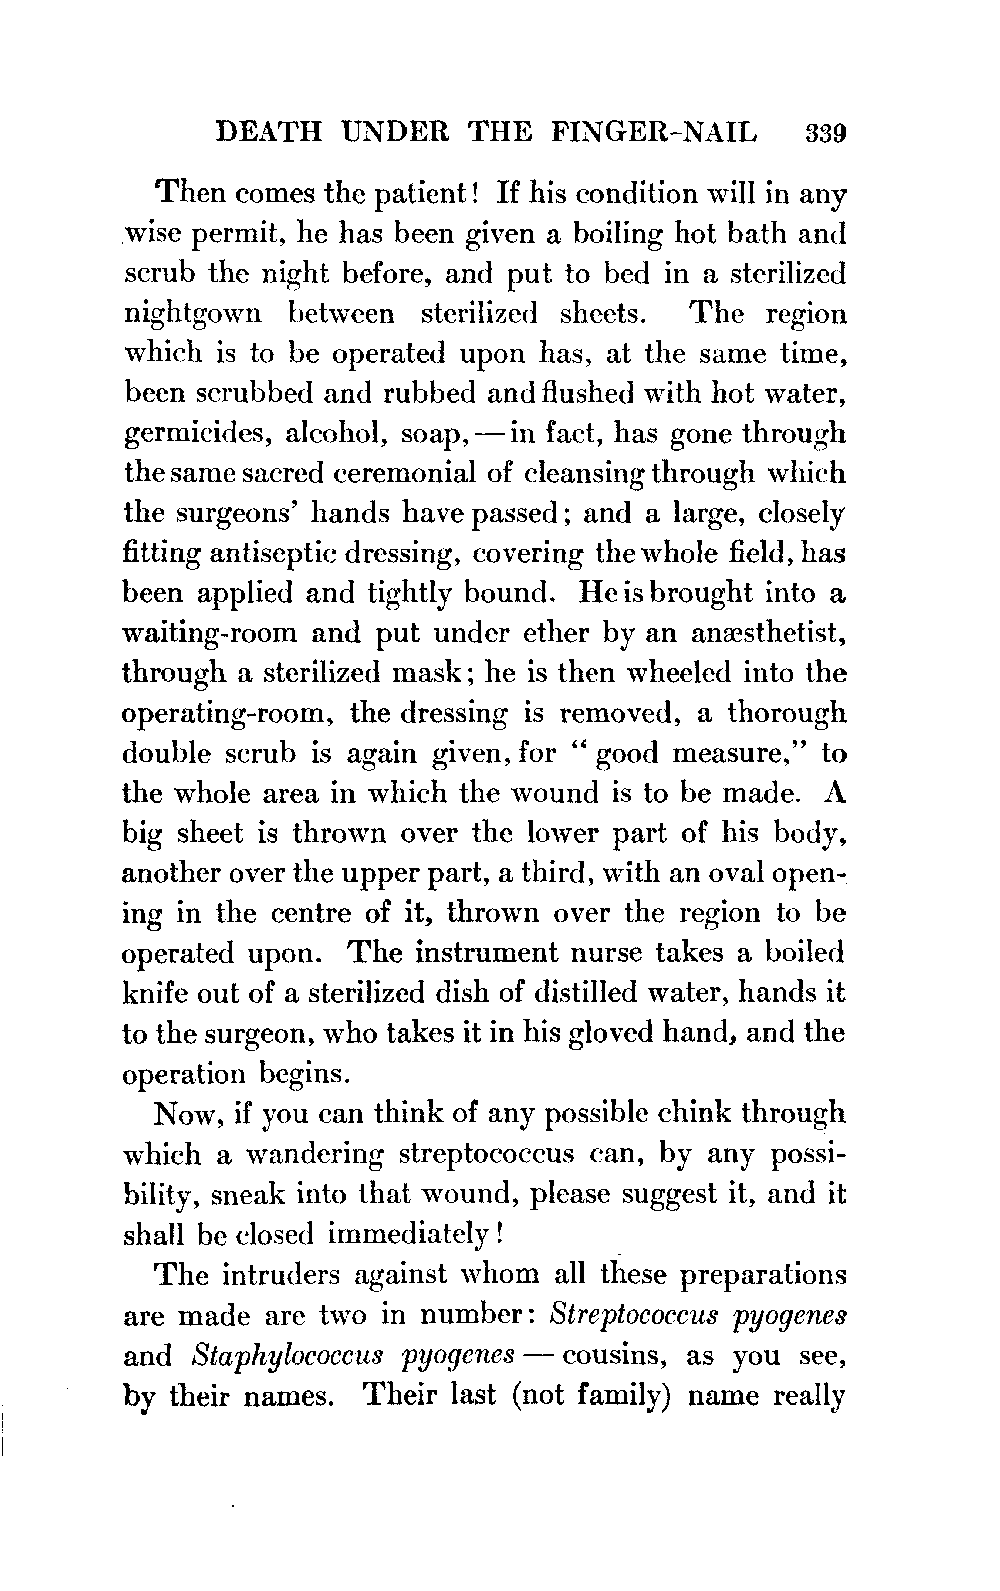 DEATH UNDER THE FINGER-NAIL 339
Then comes the patient! If his condition will in any
wise permit, he has been given a boiling hot bath and
scrub the night before, and put to bed in a sterilized
nightgown between sterilized sheets. The region
which is to be operated upon has, at the same time,
been scrubbed and rubbed and flushed with hot water,
germicides, alcohol, soap, — in fact, has gone through
the same sacred ceremonial of cleansing through which
the surgeons' hands have passed; and a large, closely
fitting antiseptic dressing, covering the whole field, has
been applied and tightly bound. He is brought into a
waiting-room and put under ether by an anæsthetist,
through a sterilized mask; he is then wheeled into the
operating-room, the dressing is removed, a thorough
double scrub is again given, for "good measure," to
the whole area in which the wound is to be made. A
big sheet is thrown over the lower part of his body,
another over the upper part, a third, with an oval open-
ing in the centre of it, thrown over the region to be
operated upon. The instrument nurse takes a boiled
knife out of a sterilized dish of distilled water, hands it
to the surgeon, who takes it in his gloved hand, and the
operation begins.
Now, if you can think of any possible chink through
which a wandering streptococcus can, by any possi-
bility, sneak into that wound, please suggest it, and it
shall be closed immediately!
The intruders against whom all these preparations
are made are two in number: Streptococcus pyogenes
and Staphylococcus pyogenes — cousins, as you see,
by their names. Their last (not family) name really